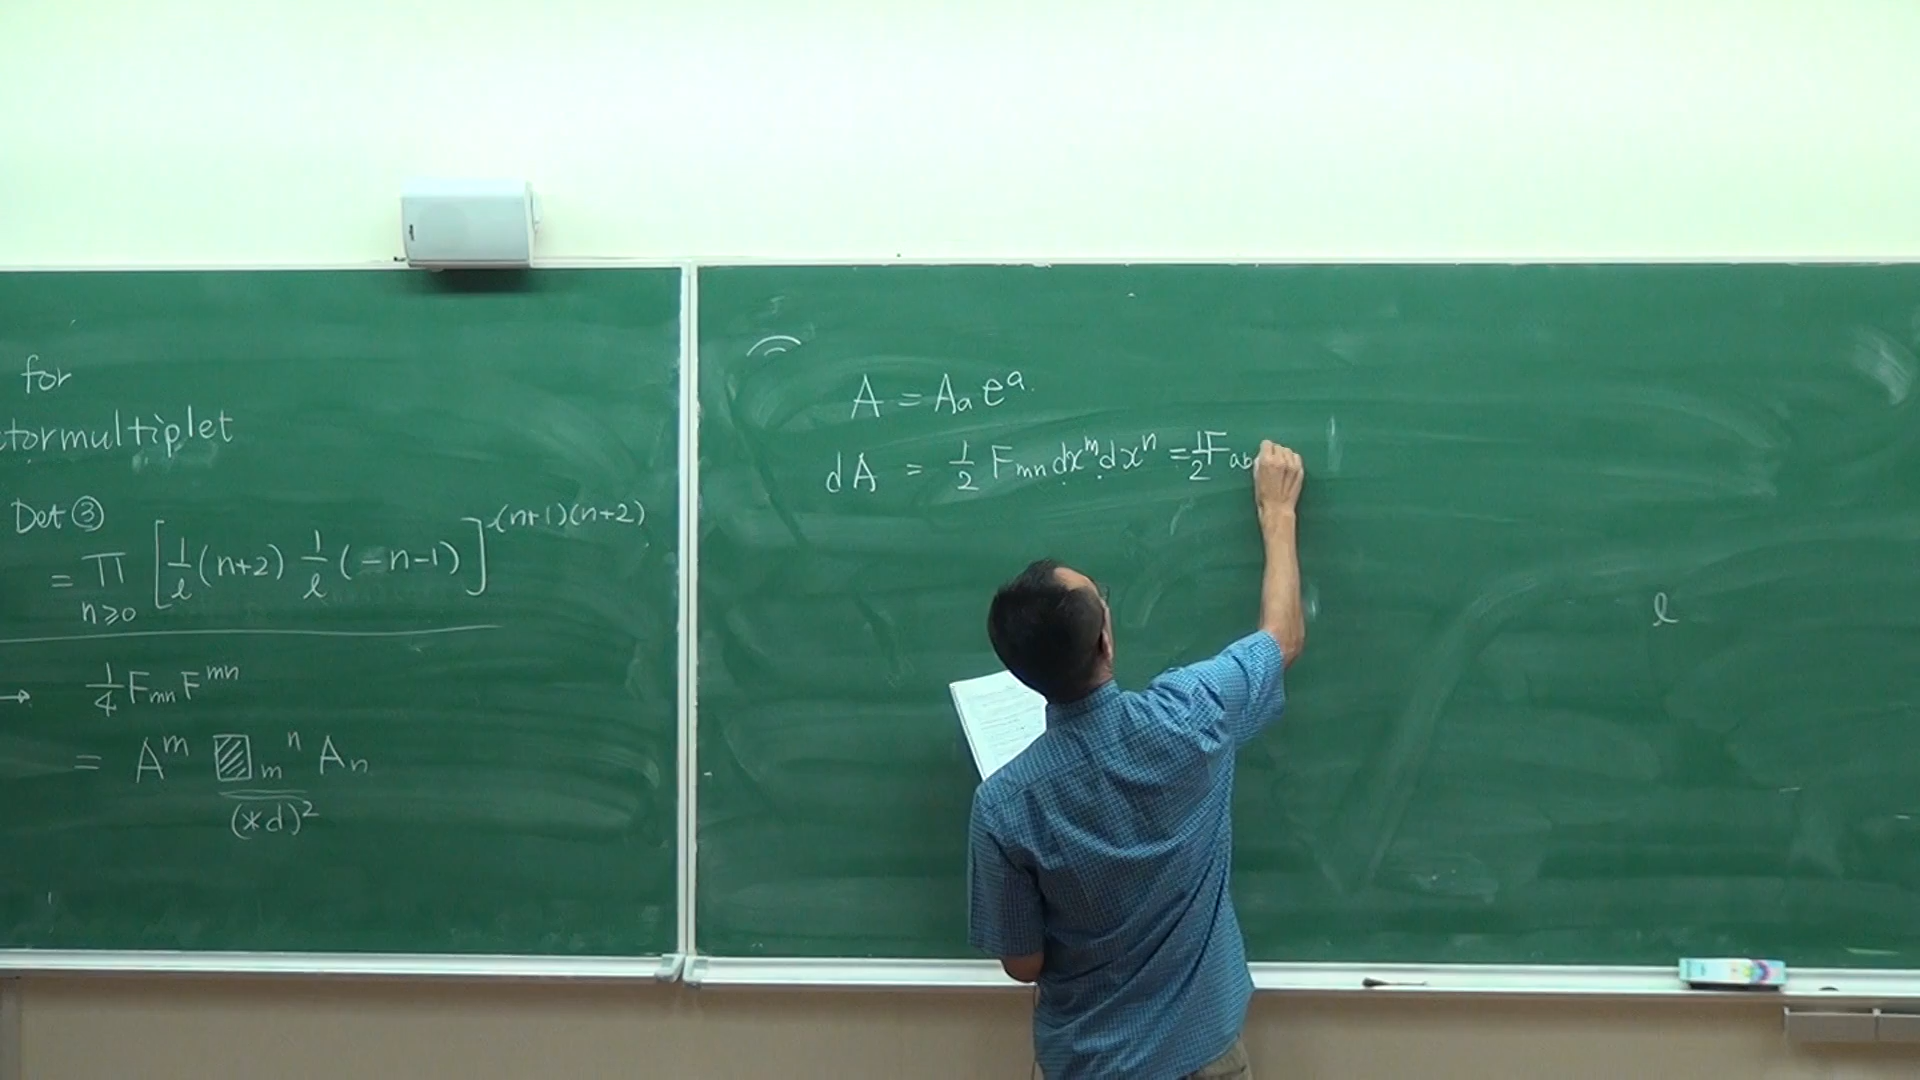 for
tormultiplet
Det ③
= ∏ n≥0 [1/ℓ (n+2) 1/ℓ (-n-1)]^-(n+1)(n+2)
→ 1/4 Fmn F^mn
= A^m ▨m^n An
(*d)²
A = Aa e^a.
dA = 1/2 Fmn dx^m dx^n = 1/2 Fab
ℓ